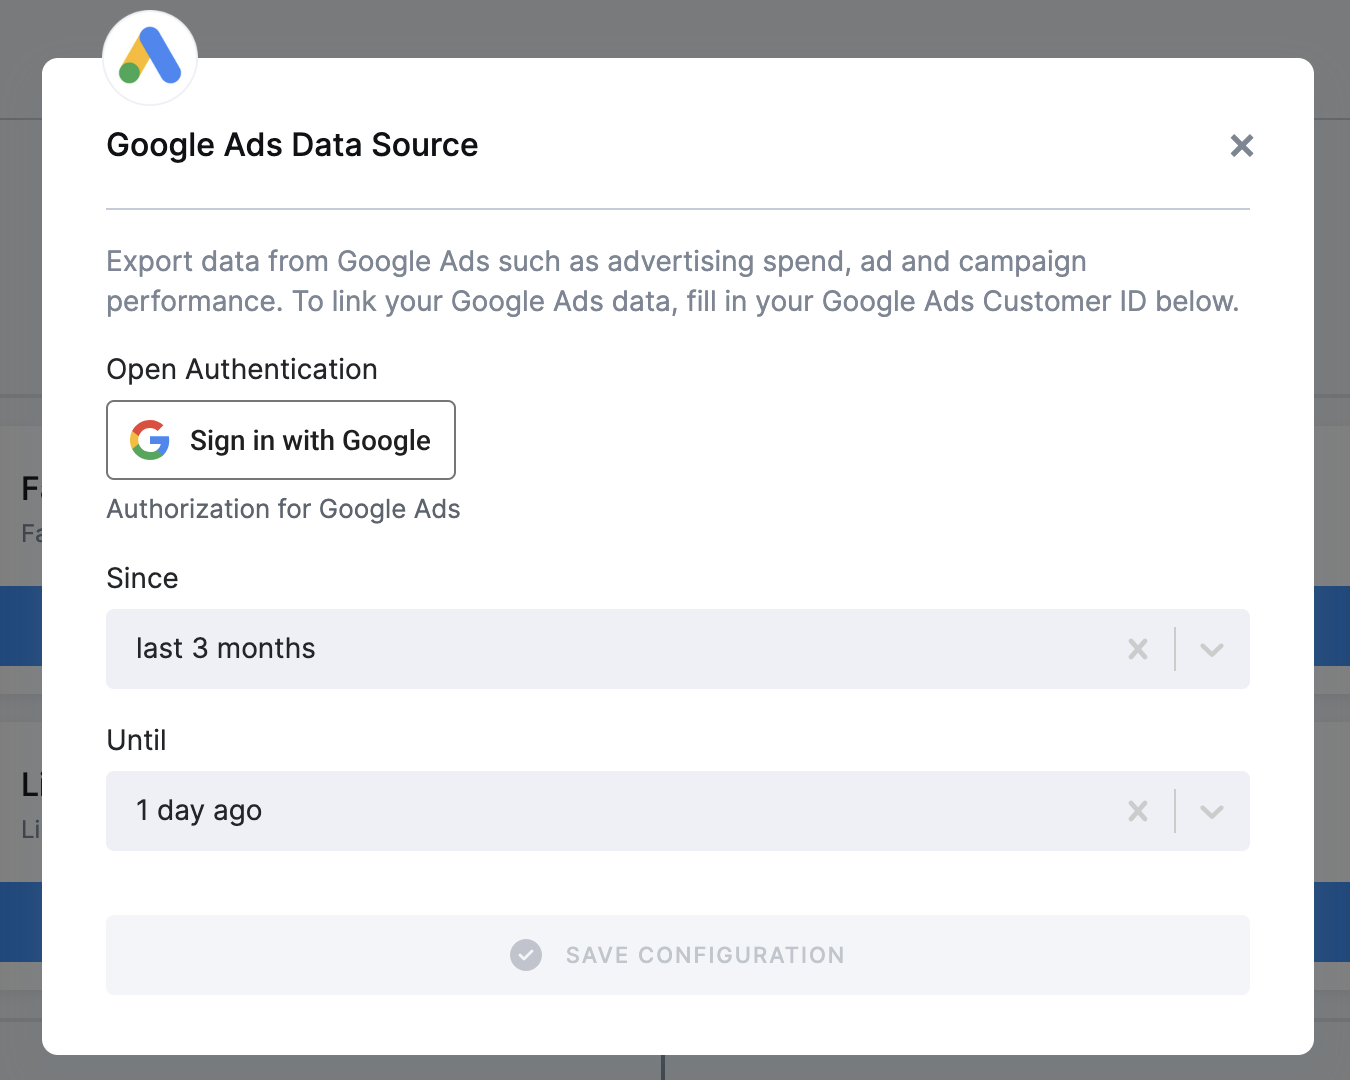 Google Ads Data Source
Export data from Google Ads such as advertising spend, ad and campaign
performance. To link your Google Ads data, fill in your Google Ads Customer ID below.
Open Authentication
Sign in with Google
Authorization for Google Ads
Since
last 3 months
Until
1 day ago
SAVE CONFIGURATION